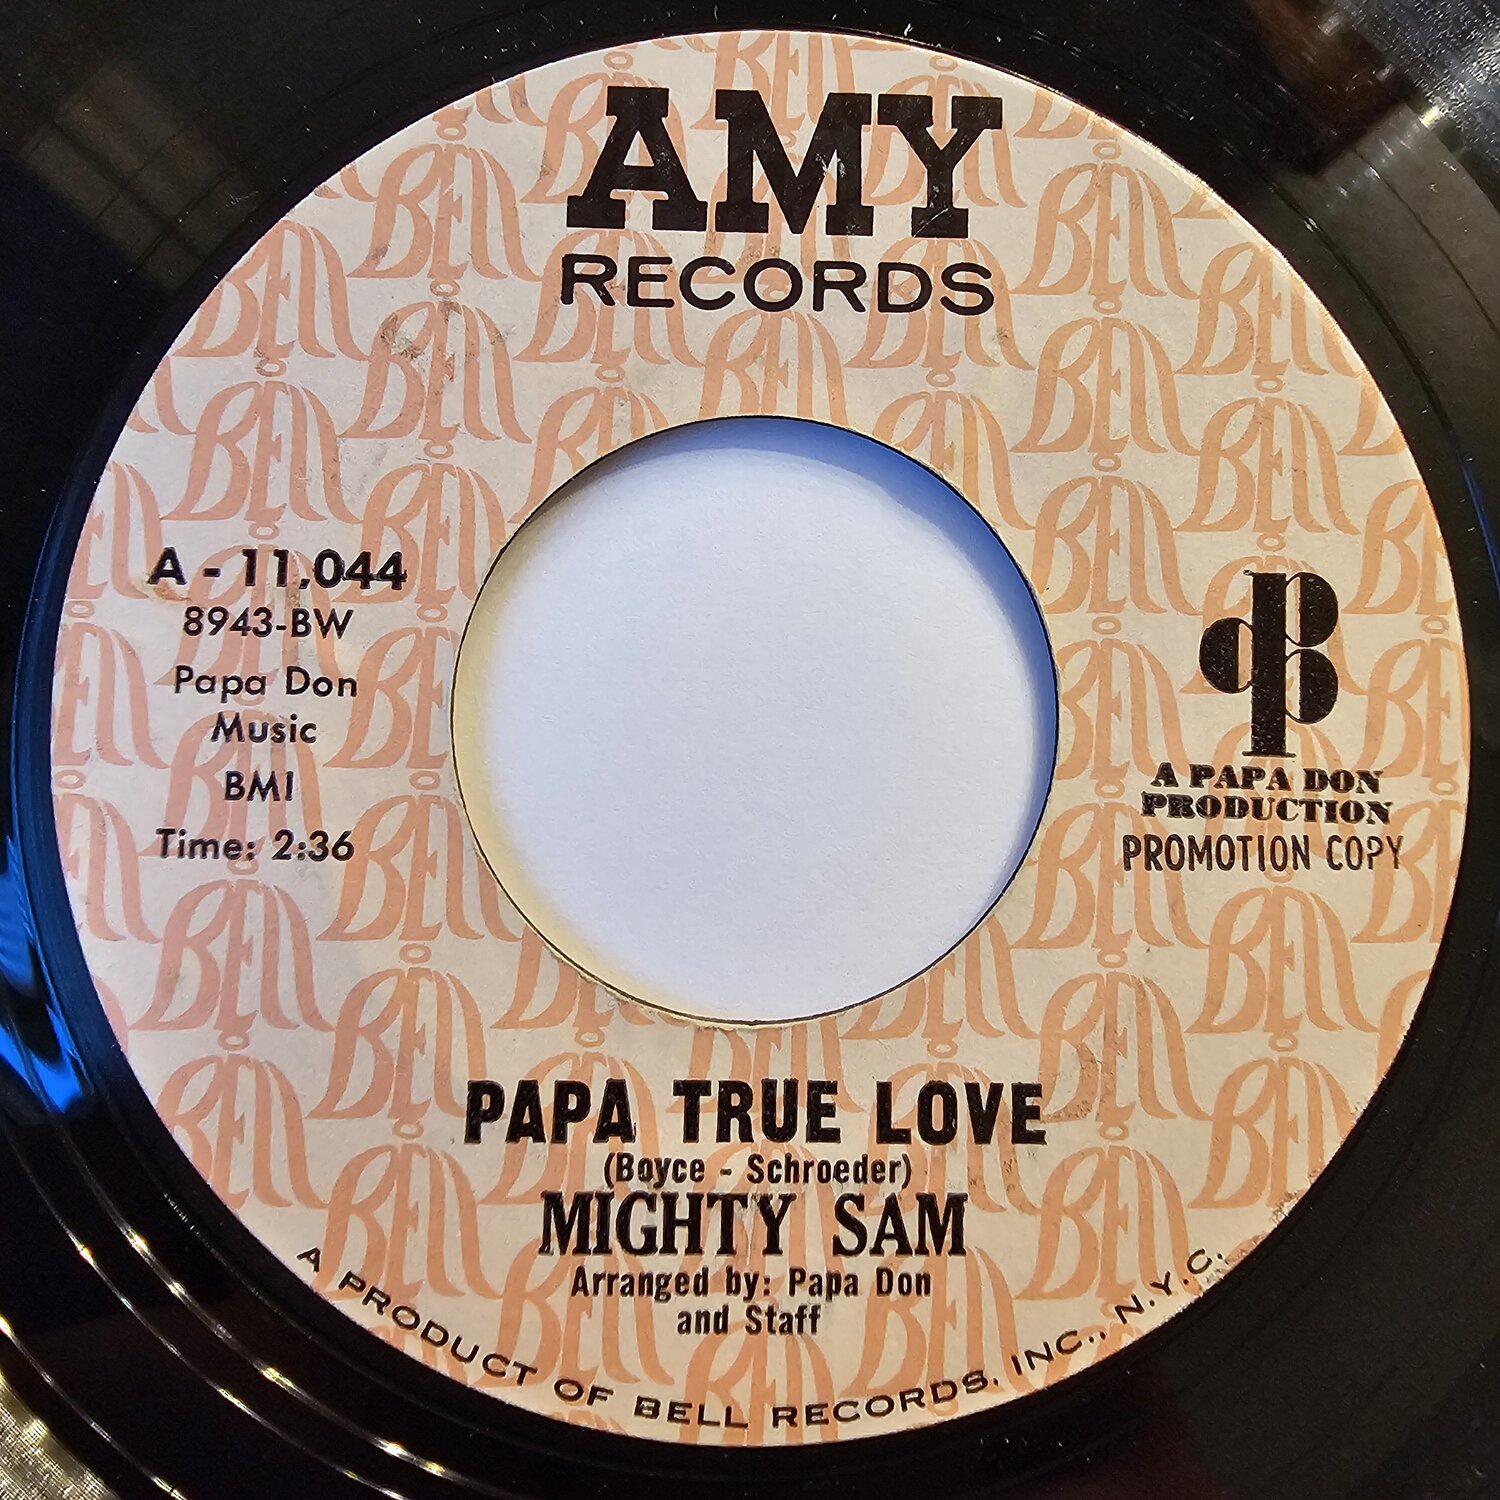 AMY
RECORDS
A - 11,044
8943-BW
Papa Don
Music
BMI
Time: 2:36
A PAPA DON
PRODUCTION
PROMOTION COPY
PAPA TRUE LOVE
(Boyce - Schroeder)
MIGHTY SAM
Arranged by: Papa Don
and Staff
A PRODUCT OF BELL RECORDS, INC., N.Y.C.